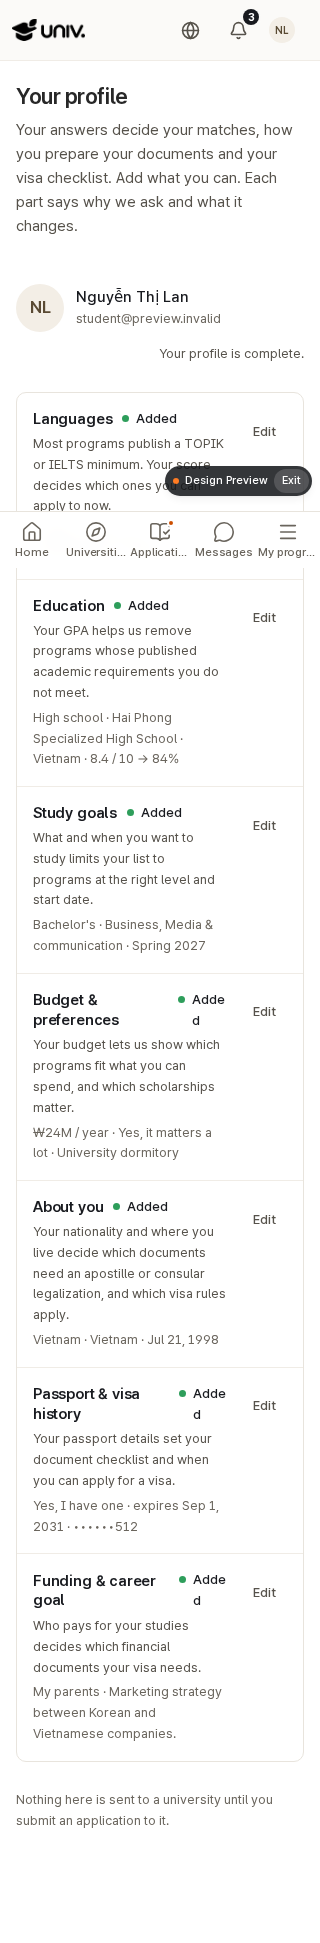 UNIV.
3
NL
Your profile
Your answers decide your matches, how
you prepare your documents and your
visa checklist. Add what you can. Each
part says why we ask and what it
changes.
NL
Nguyễn Thị Lan
student@preview.invalid
Your profile is complete.
Languages
Added
Edit
Most programs publish a TOPIK
or IELTS minimum. Your score
decides which ones you can
apply to now.
Design Preview
Exit
Home
Universiti...
Applicati...
Messages
My progr...
Education
Added
Edit
Your GPA helps us remove
programs whose published
academic requirements you do
not meet.
High school · Hai Phong
Specialized High School ·
Vietnam · 8.4 / 10 → 84%
Study goals
Added
Edit
What and when you want to
study limits your list to
programs at the right level and
start date.
Bachelor's · Business, Media &
communication · Spring 2027
Budget &
preferences
Adde
d
Edit
Your budget lets us show which
programs fit what you can
spend, and which scholarships
matter.
₩24M / year · Yes, it matters a
lot · University dormitory
About you
Added
Edit
Your nationality and where you
live decide which documents
need an apostille or consular
legalization, and which visa rules
apply.
Vietnam · Vietnam · Jul 21, 1998
Passport & visa
history
Adde
d
Edit
Your passport details set your
document checklist and when
you can apply for a visa.
Yes, I have one · expires Sep 1,
2031 · ••••••512
Funding & career
goal
Adde
d
Edit
Who pays for your studies
decides which financial
documents your visa needs.
My parents · Marketing strategy
between Korean and
Vietnamese companies.
Nothing here is sent to a university until you
submit an application to it.